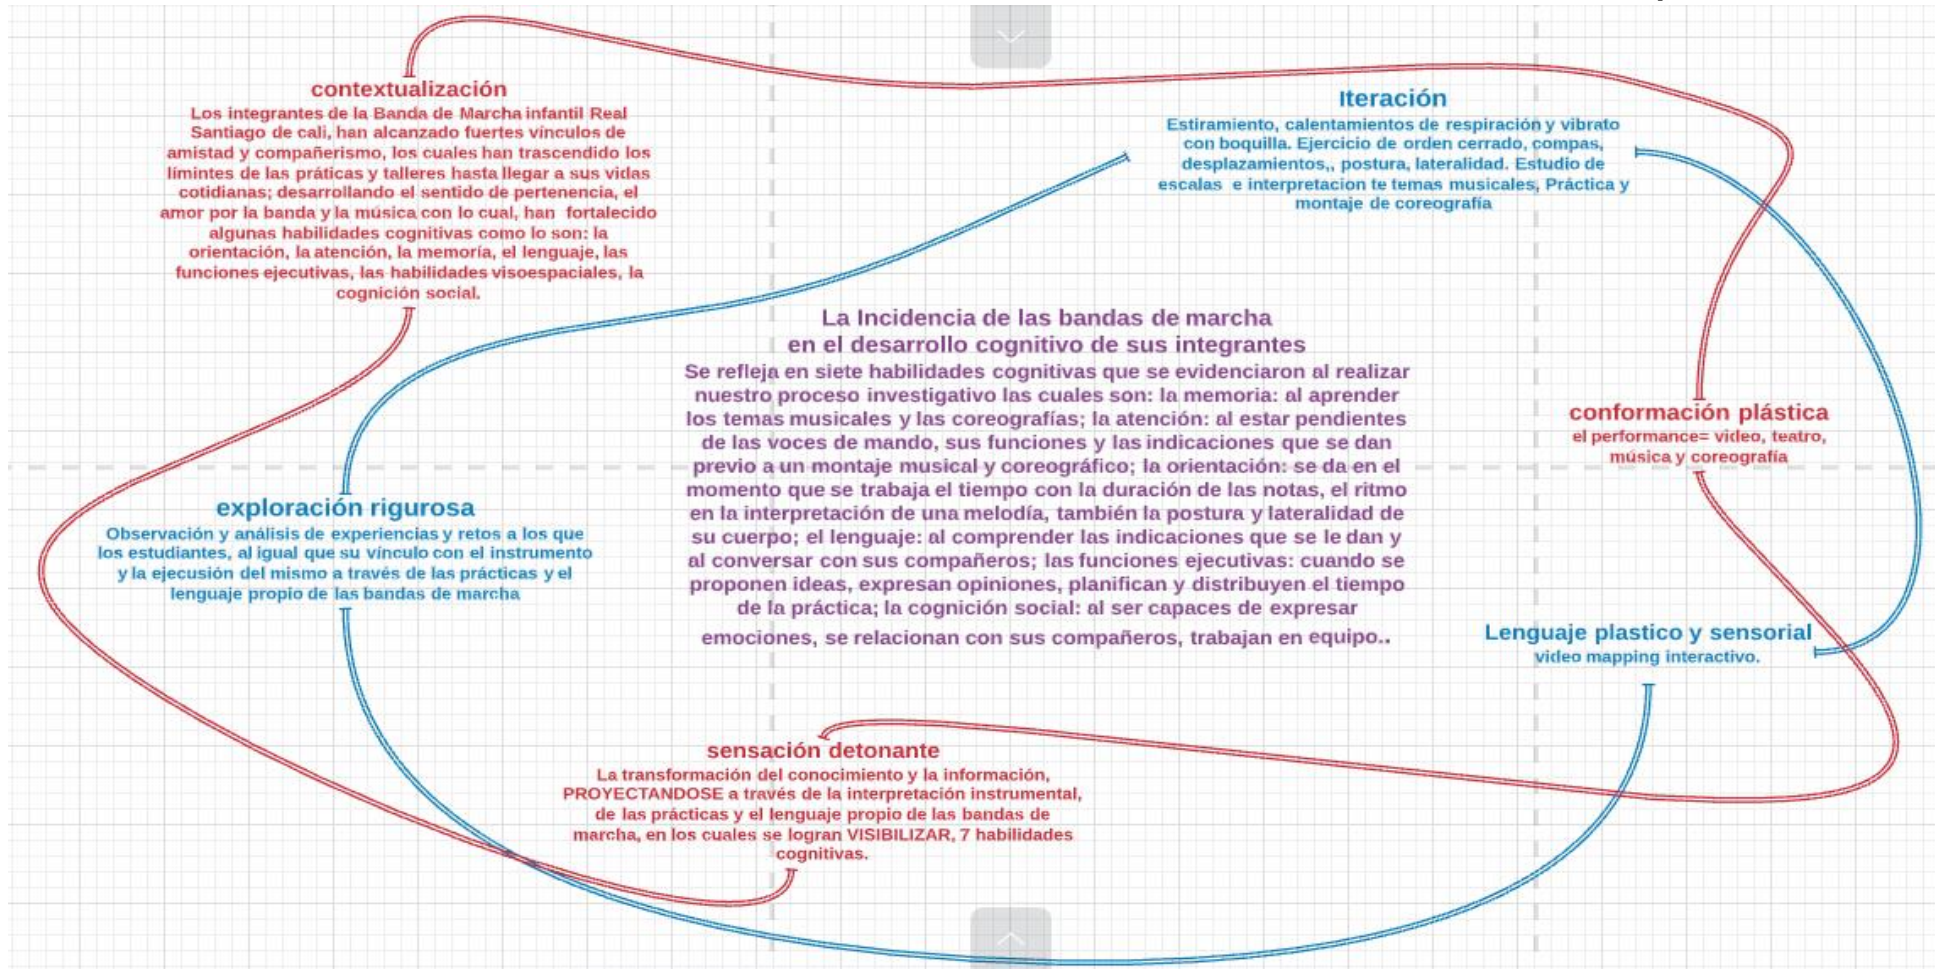 contextualización
Los integrantes de la Banda de Marcha infantil Real
Santiago de cali, han alcanzado fuertes vínculos de
amistad y compañerismo, los cuales han trascendido los
límintes de las práticas y talleres hasta llegar a sus vidas
cotidianas; desarrollando el sentido de pertenencia, el
amor por la banda y la música con lo cual, han fortalecido
algunas habilidades cognitivas como lo son: la
orientación, la atención, la memoría, el lenguaje, las
funciones ejecutivas, las habilidades visoespaciales, la
cognición social.
Iteración
Estiramiento, calentamientos de respiración y vibrato
con boquilla. Ejercicio de orden cerrado, compas,
desplazamientos,, postura, lateralidad. Estudio de
escalas e interpretacion te temas musicales, Práctica y
montaje de coreografía
La Incidencia de las bandas de marcha
en el desarrollo cognitivo de sus integrantes
Se refleja en siete habilidades cognitivas que se evidenciaron al realizar
nuestro proceso investigativo las cuales son: la memoria: al aprender
los temas musicales y las coreografías; la atención: al estar pendientes
de las voces de mando, sus funciones y las indicaciones que se dan
previo a un montaje musical y coreográfico; la orientación: se da en el
momento que se trabaja el tiempo con la duración de las notas, el ritmo
en la interpretación de una melodía, también la postura y lateralidad de
su cuerpo; el lenguaje: al comprender las indicaciones que se le dan y
al conversar con sus compañeros; las funciones ejecutivas: cuando se
proponen ideas, expresan opiniones, planifican y distribuyen el tiempo
de la práctica; la cognición social: al ser capaces de expresar
emociones, se relacionan con sus compañeros, trabajan en equipo..
conformación plástica
el performance= video, teatro,
música y coreografía
exploración rigurosa
Observación y análisis de experiencias y retos a los que
los estudiantes, al igual que su vínculo con el instrumento
y la ejecución del mismo a través de las prácticas y el
lenguaje propio de las bandas de marcha
Lenguaje plastico y sensorial
video mapping interactivo.
sensación detonante
La transformación del conocimiento y la información,
PROYECTANDOSE a través de la interpretación instrumental,
de las prácticas y el lenguaje propio de las bandas de
marcha, en los cuales se logran VISIBILIZAR, 7 habilidades
cognitivas.